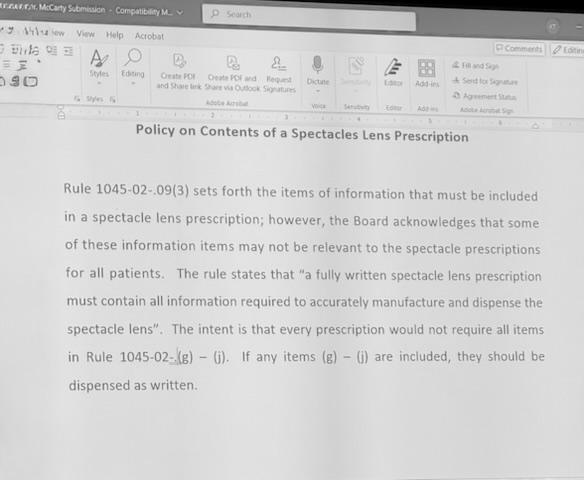 McCarty Submission - Compatibility M...
Search
View Help Acrobat
Comments
Styles
Editing
Create PDF and Share link
Create PDF and Share via Outlook
Request Signatures
Dictate
Sensitivity
Editor
Add-ins
Fill and Sign
Send for Signature
Agreement Status
Styles
Adobe Acrobat
Voice
Sensitivity
Editor
Add-ins
Adobe Acrobat Sign
Policy on Contents of a Spectacles Lens Prescription
Rule 1045-02-.09(3) sets forth the items of information that must be included
in a spectacle lens prescription; however, the Board acknowledges that some
of these information items may not be relevant to the spectacle prescriptions
for all patients. The rule states that “a fully written spectacle lens prescription
must contain all information required to accurately manufacture and dispense the
spectacle lens”. The intent is that every prescription would not require all items
in Rule 1045-02-.(g) – (j). If any items (g) – (j) are included, they should be
dispensed as written.